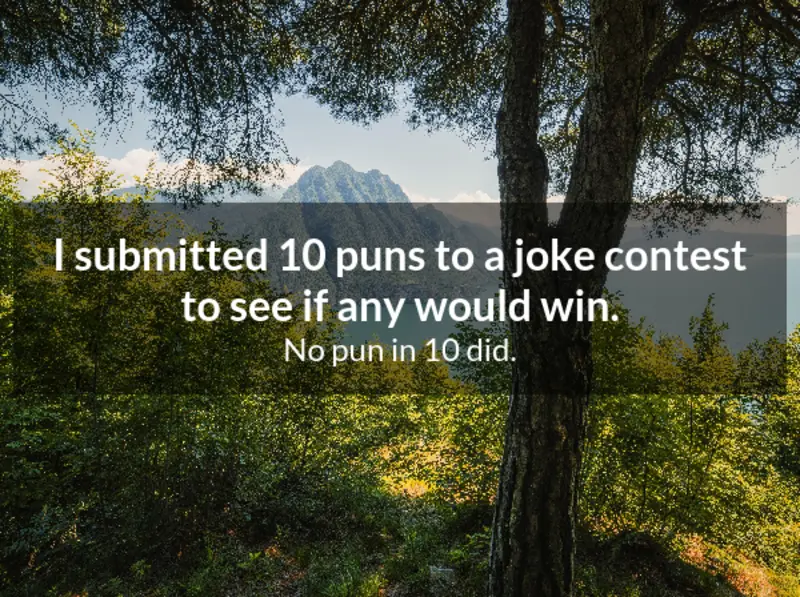 I submitted 10 puns to a joke contest
to see if any would win.
No pun in 10 did.